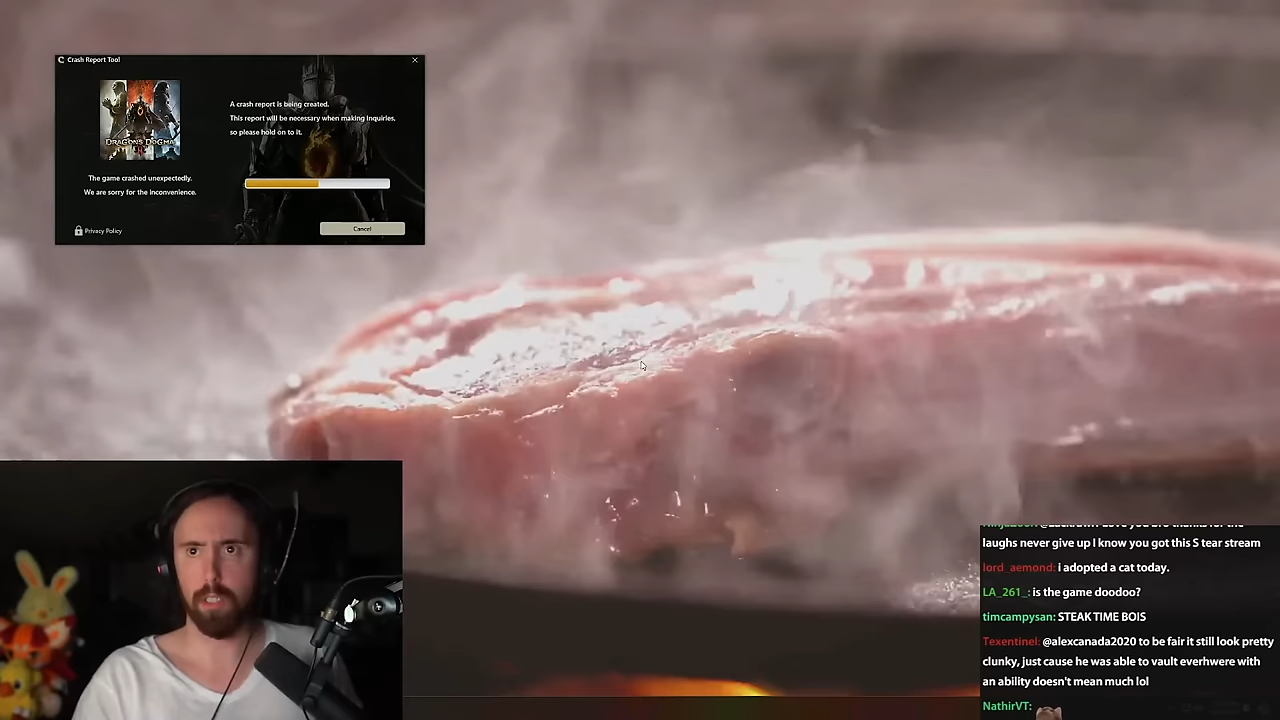 Crash Report Tool
DRAGONS DOGMA
A crash report is being created.
This report will be necessary when making inquiries,
so please hold on to it.
The game crashed unexpectedly.
We are sorry for the inconvenience.
Privacy Policy
Cancel
laughs never give up I know you got this S tear stream
lord_aemond: i adopted a cat today.
LA_261_: is the game doodoo?
timcampysan: STEAK TIME BOIS
Texentinel: @alexcanada2020 to be fair it still look pretty
clunky, just cause he was able to vault everhwere with
an ability doesn't mean much lol
NathirVT: